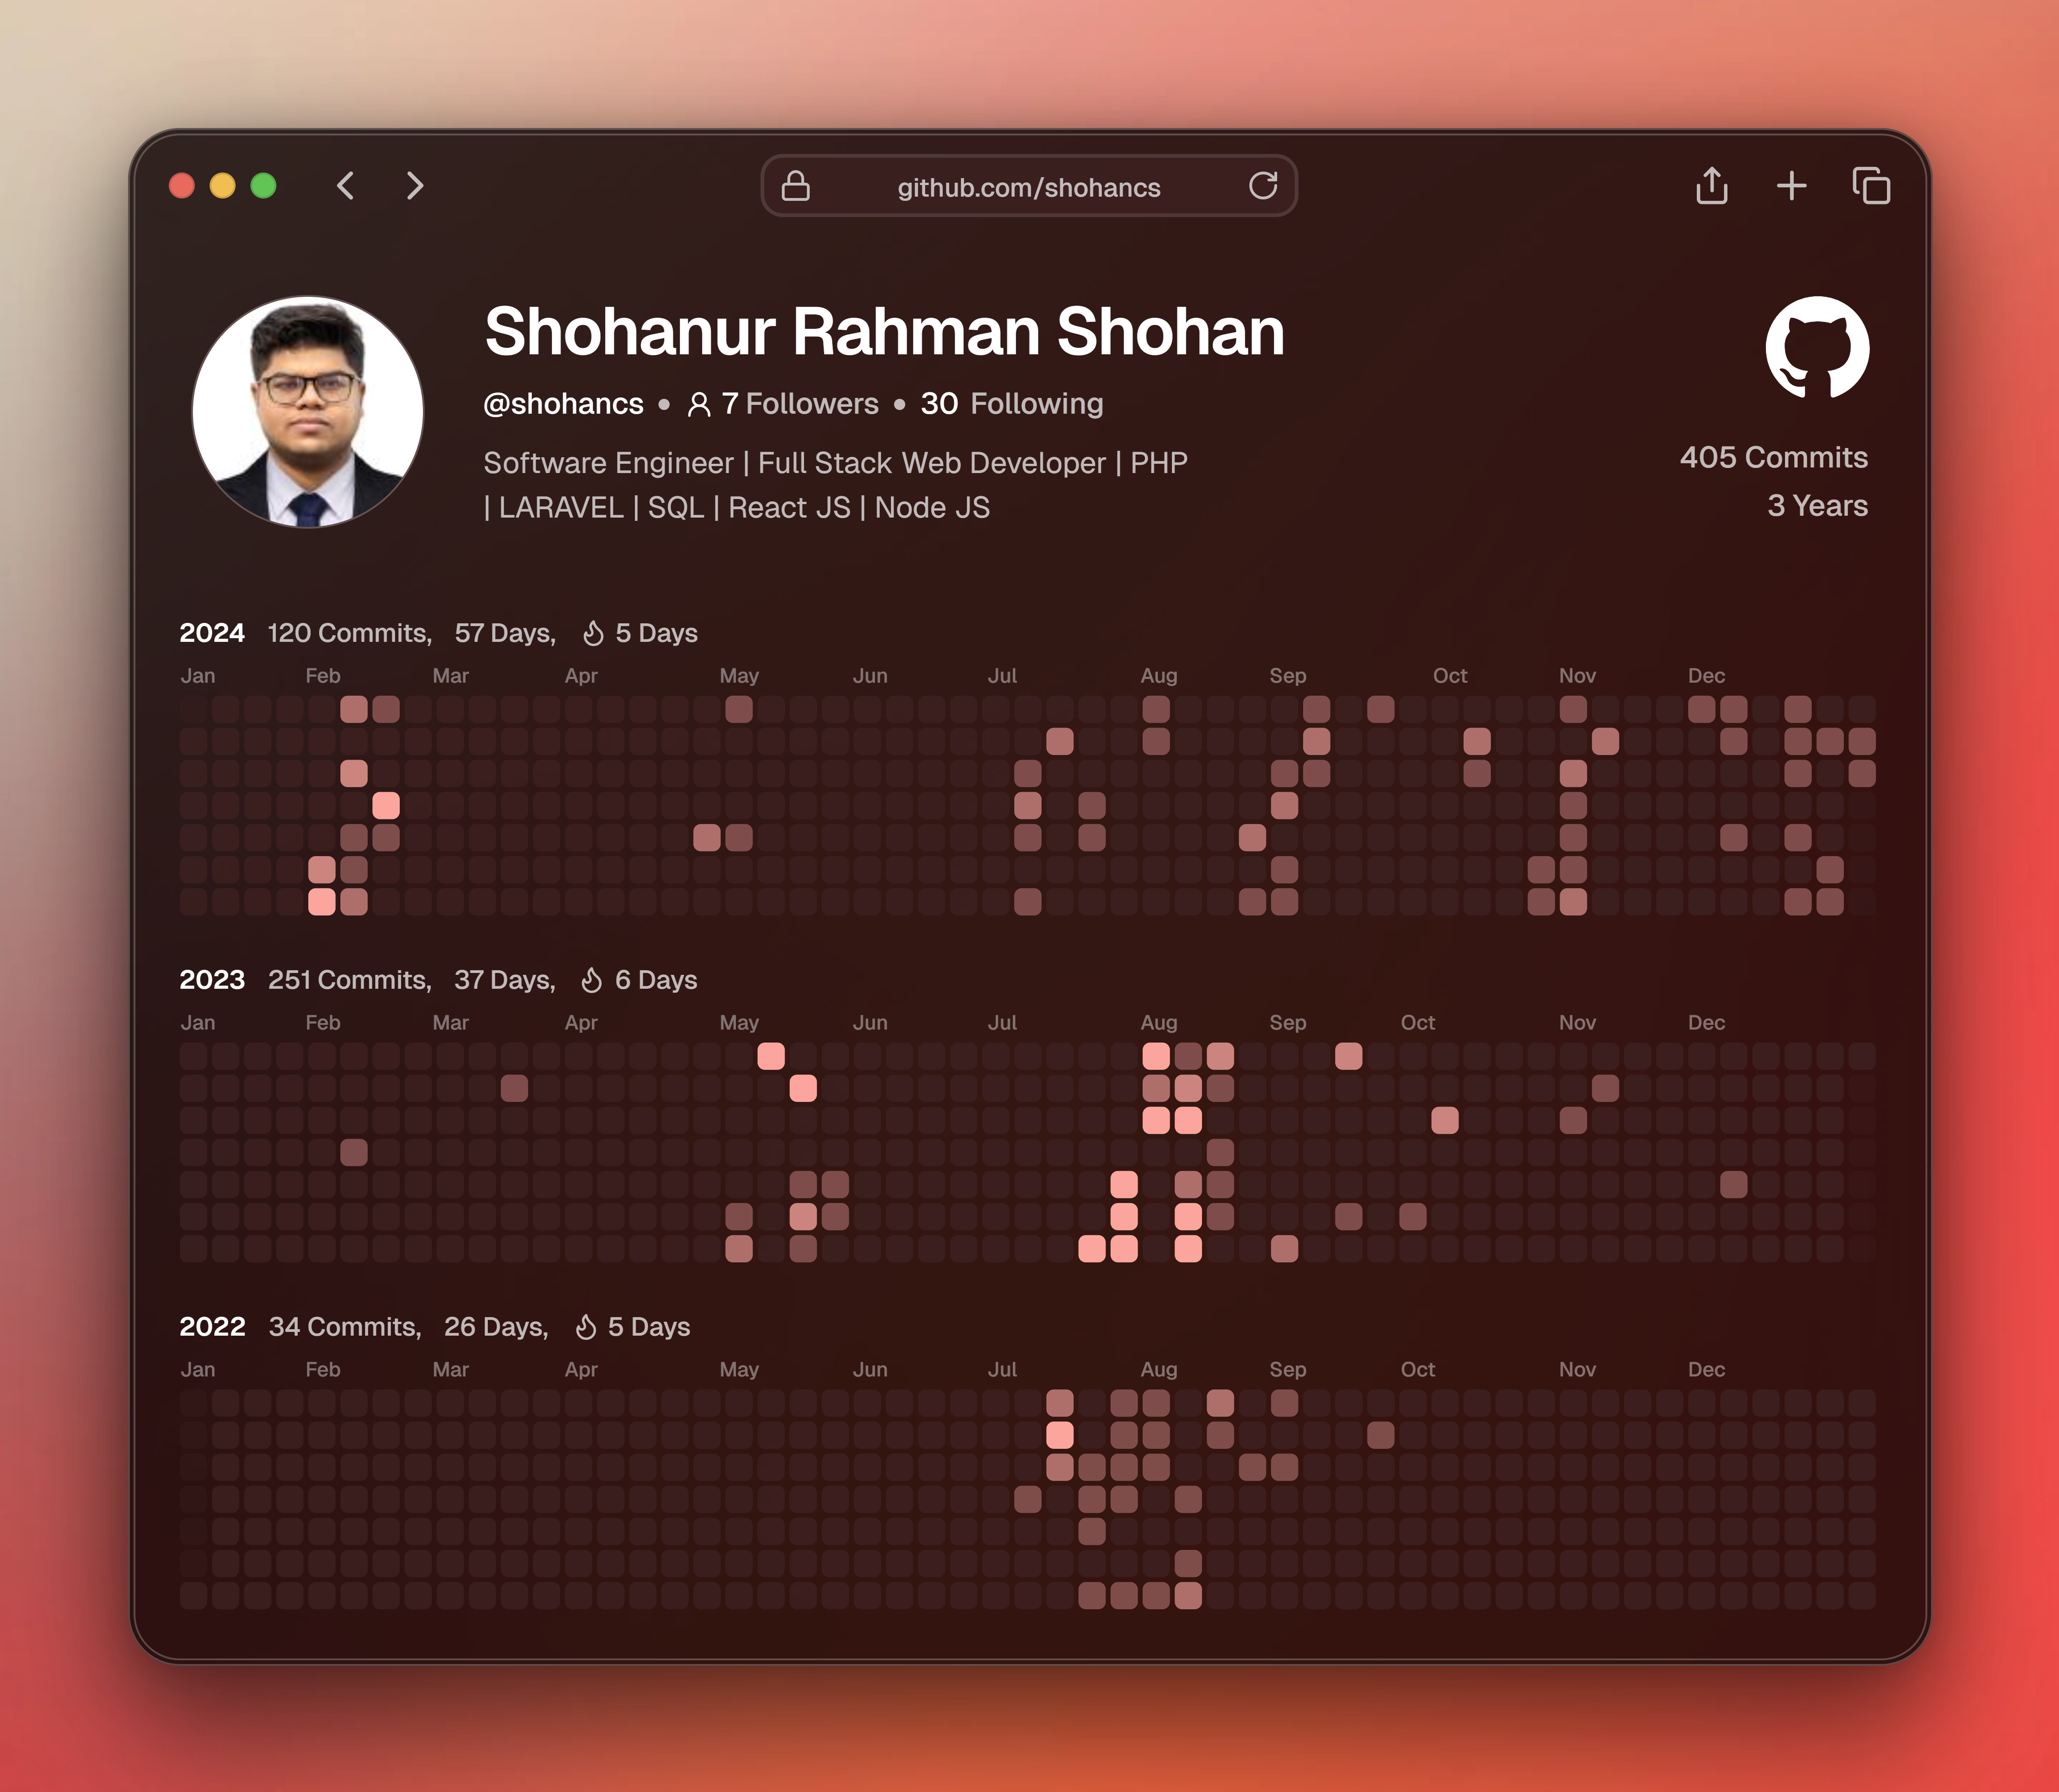 github.com/shohancs
Shohanur Rahman Shohan
@shohancs • 7 Followers • 30 Following
Software Engineer | Full Stack Web Developer | PHP
| LARAVEL | SQL | React JS | Node JS
405 Commits
3 Years
2024 120 Commits, 57 Days, 5 Days
Jan Feb Mar Apr May Jun Jul Aug Sep Oct Nov Dec
2023 251 Commits, 37 Days, 6 Days
Jan Feb Mar Apr May Jun Jul Aug Sep Oct Nov Dec
2022 34 Commits, 26 Days, 5 Days
Jan Feb Mar Apr May Jun Jul Aug Sep Oct Nov Dec